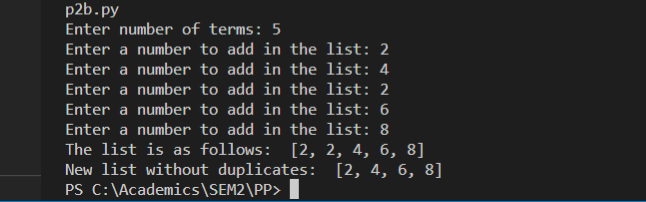 p2b.py
Enter number of terms: 5
Enter a number to add in the list: 2
Enter a number to add in the list: 4
Enter a number to add in the list: 2
Enter a number to add in the list: 6
Enter a number to add in the list: 8
The list is as follows:  [2, 2, 4, 6, 8]
New list without duplicates:  [2, 4, 6, 8]
PS C:\Academics\SEM2\PP>